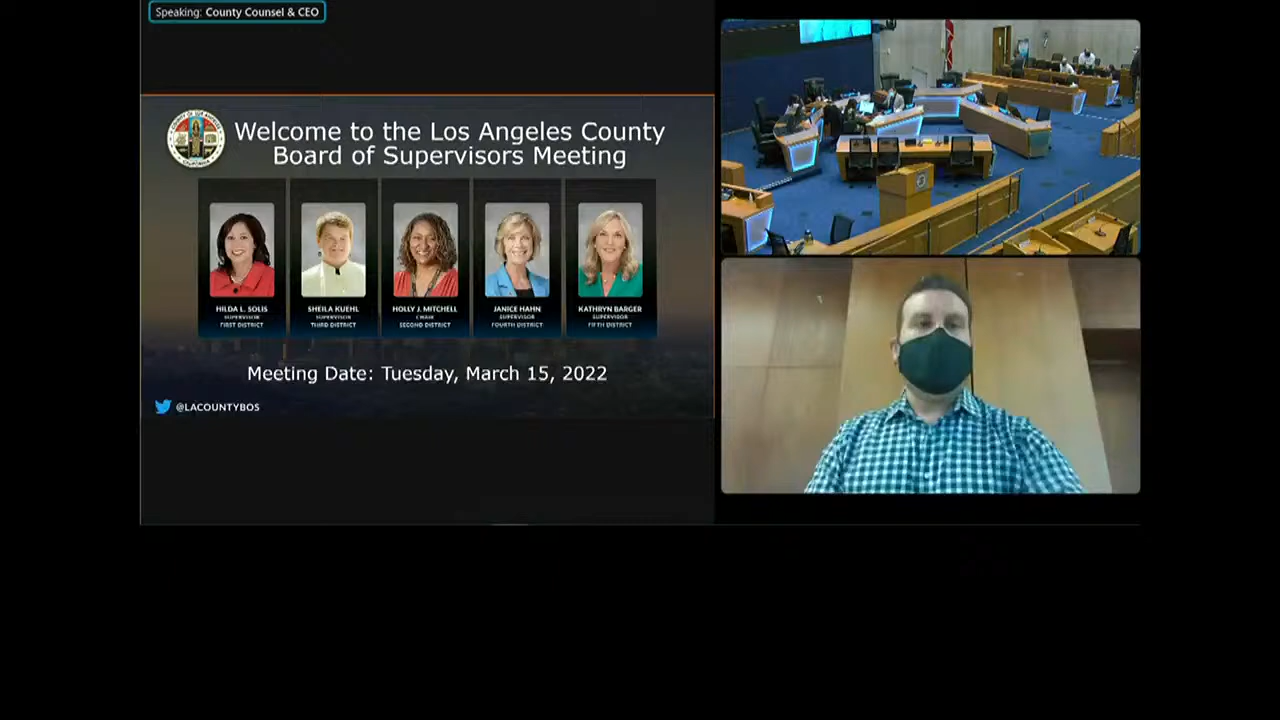 Speaking: County Counsel & CEO
Welcome to the Los Angeles County
Board of Supervisors Meeting
HILDA L. SOLIS
SUPERVISOR
FIRST DISTRICT
SHEILA KUEHL
SUPERVISOR
THIRD DISTRICT
HOLLY J. MITCHELL
CHAIR
SECOND DISTRICT
JANICE HAHN
SUPERVISOR
FOURTH DISTRICT
KATHRYN BARGER
SUPERVISOR
FIFTH DISTRICT
Meeting Date: Tuesday, March 15, 2022
@LACOUNTYBOS